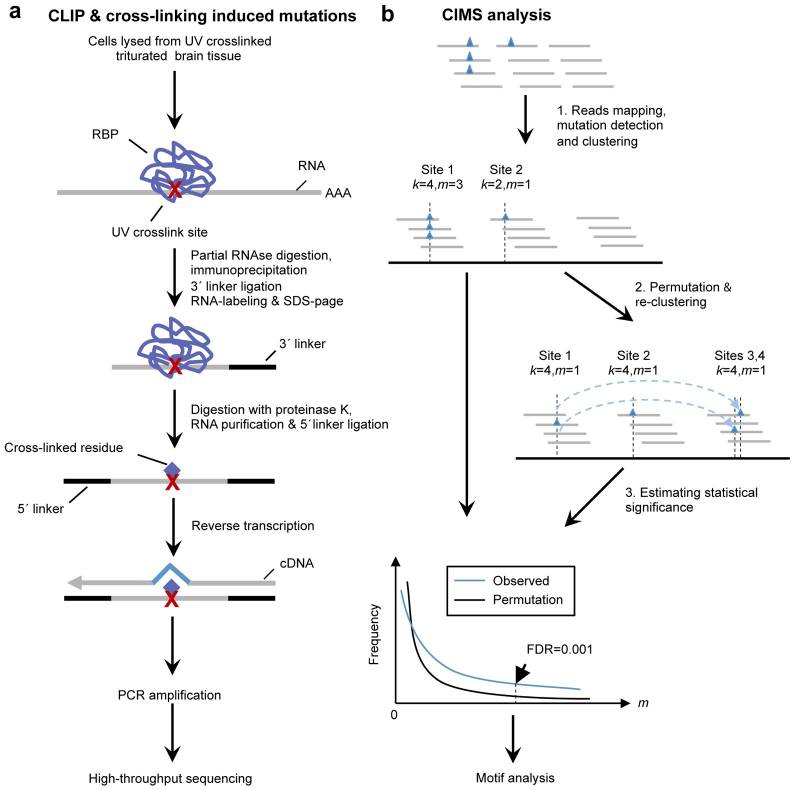 a CLIP & cross-linking induced mutations
Cells lysed from UV crosslinked
triturated brain tissue
RBP
RNA
X
AAA
UV crosslink site
Partial RNAse digestion,
immunoprecipitation
3´ linker ligation
RNA-labeling & SDS-page
3´ linker
X
Digestion with proteinase K,
RNA purification & 5´linker ligation
Cross-linked residue
X
5´ linker
Reverse transcription
cDNA
X
PCR amplification
High-throughput sequencing
b CIMS analysis
1. Reads mapping,
mutation detection
and clustering
Site 1
k=4,m=3
Site 2
k=2,m=1
2. Permutation &
re-clustering
Site 1
k=4,m=1
Site 2
k=4,m=1
Sites 3,4
k=4,m=1
3. Estimating statistical
significance
Observed
Permutation
Frequency
FDR=0.001
m
0
Motif analysis